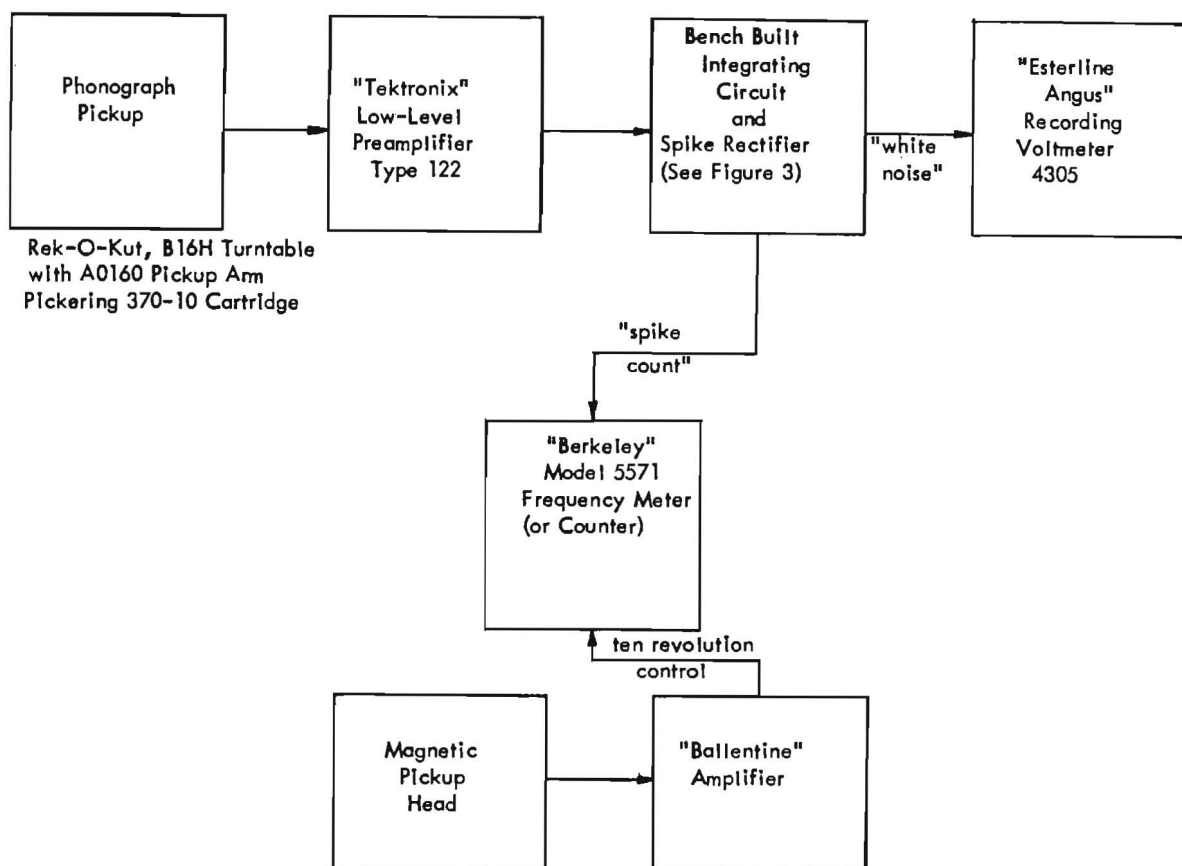 Phonograph
Pickup
"Tektronix"
Low-Level
Preamplifier
Type 122
Bench Built
Integrating
Circuit
and
Spike Rectifier
(See Figure 3)
"white
noise"
"Esterline
Angus"
Recording
Voltmeter
4305
Rek-O-Kut, B16H Turntable
with A0160 Pickup Arm
Pickering 370-10 Cartridge
"spike
count"
"Berkeley"
Model 5571
Frequency Meter
(or Counter)
ten revolution
control
Magnetic
Pickup
Head
"Ballentine"
Amplifier